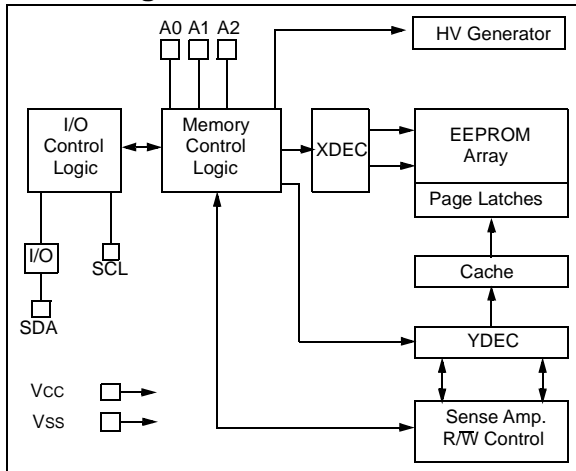 A0 A1 A2
HV Generator
I/O
Control
Logic
Memory
Control
Logic
XDEC
EEPROM
Array
Page Latches
I/O
SCL
SDA
Cache
YDEC
VCC
VSS
Sense Amp.
R/W̅ Control